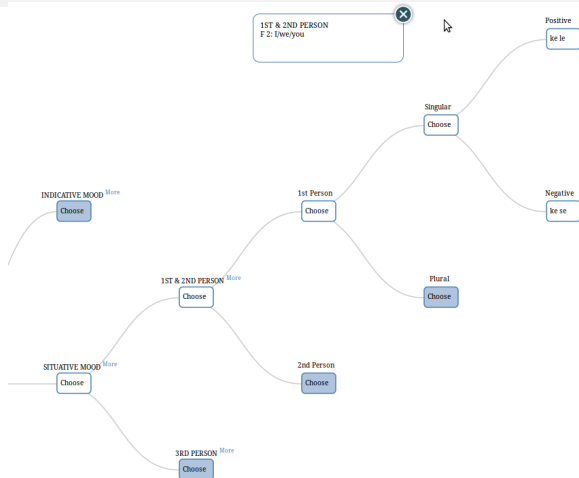 1ST & 2ND PERSON
F 2: I/we/you
Positive
ke le
Singular
Choose
INDICATIVE MOOD More
Choose
1st Person
Choose
Negative
ke se
1ST & 2ND PERSON More
Choose
Plural
Choose
SITUATIVE MOOD More
Choose
2nd Person
Choose
3RD PERSON More
Choose